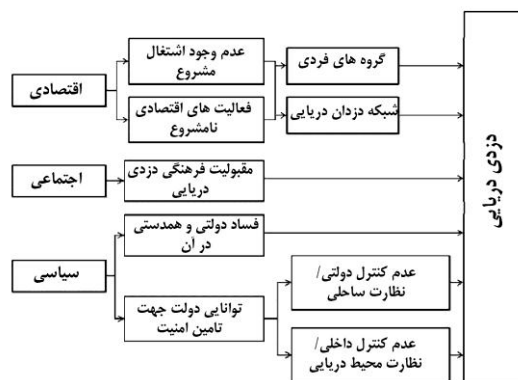 اقتصادی
عدم وجود اشتغال
مشروع
فعالیت های اقتصادی
نامشروع
گروه های فردی
شبکه دزدان دریایی
اجتماعی
مقبولیت فرهنگی دزدی
دریایی
سیاسی
فساد دولتی و همدستی
در آن
توانایی دولت جهت
تامین امنیت
عدم کنترل دولتی/
نظارت ساحلی
عدم کنترل داخلی/
نظارت محیط دریایی
دزدی دریایی